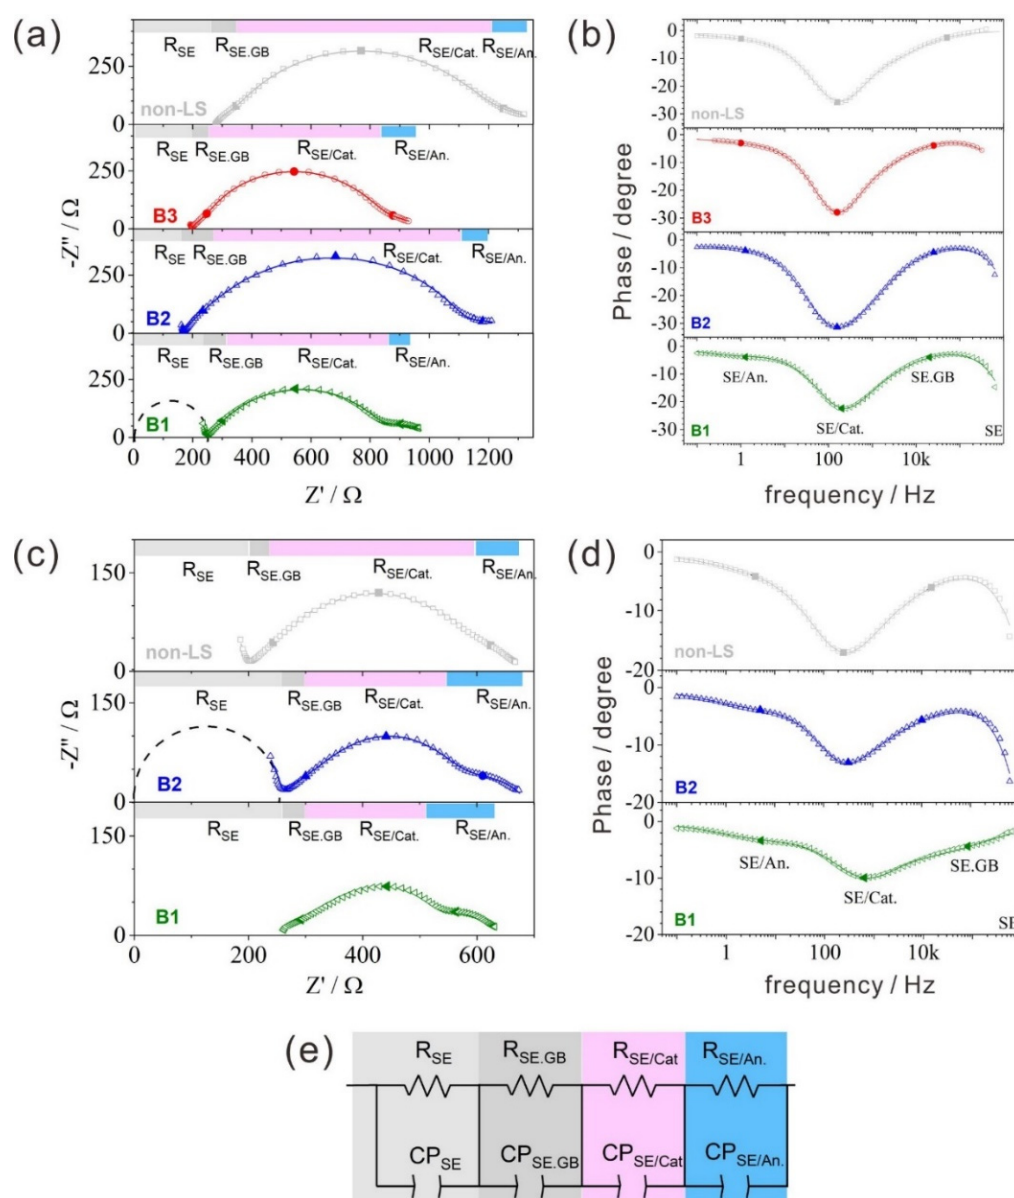 (a)
R_SE R_SE.GB R_SE/Cat. R_SE/An.
250
non-LS
0
R_SE R_SE.GB R_SE/Cat. R_SE/An.
250
B3
0
R_SE R_SE.GB R_SE/Cat. R_SE/An.
250
B2
0
R_SE R_SE.GB R_SE/Cat. R_SE/An.
250
B1
0
-Z" / Ω
0 200 400 600 800 1000 1200
Z' / Ω
(b)
0
-10
-20
-30
non-LS
0
-10
-20
-30
B3
0
-10
-20
-30
B2
0
-10
-20
-30
SE/An. SE.GB
SE/Cat. SE
B1
Phase / degree
1 100 10k
frequency / Hz
(c)
150
R_SE R_SE.GB R_SE/Cat. R_SE/An.
non-LS
0
R_SE R_SE.GB R_SE/Cat. R_SE/An.
150
B2
0
R_SE R_SE.GB R_SE/Cat. R_SE/An.
150
B1
0
-Z" / Ω
0 200 400 600
Z' / Ω
(d)
0
-10
non-LS
-20
0
-10
B2
-20
0
SE/An. SE.GB
-10
SE/Cat.
B1 SE
-20
Phase / degree
1 100 10k
frequency / Hz
(e)
R_SE R_SE.GB R_SE/Cat R_SE/An.
CP_SE CP_SE.GB CP_SE/Cat CP_SE/An.